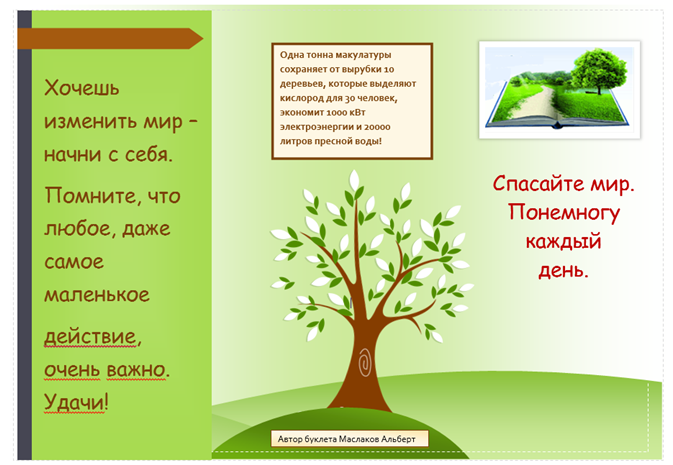 Хочешь
изменить мир –
начни с себя.
Помните, что
любое, даже
самое
маленькое
действие,
очень важно.
Удачи!
Одна тонна макулатуры
сохраняет от вырубки 10
деревьев, которые выделяют
кислород для 30 человек,
экономит 1000 кВт
электроэнергии и 20000
литров пресной воды!
Автор буклета Маслаков Альберт
Спасайте мир.
Понемногу
каждый
день.